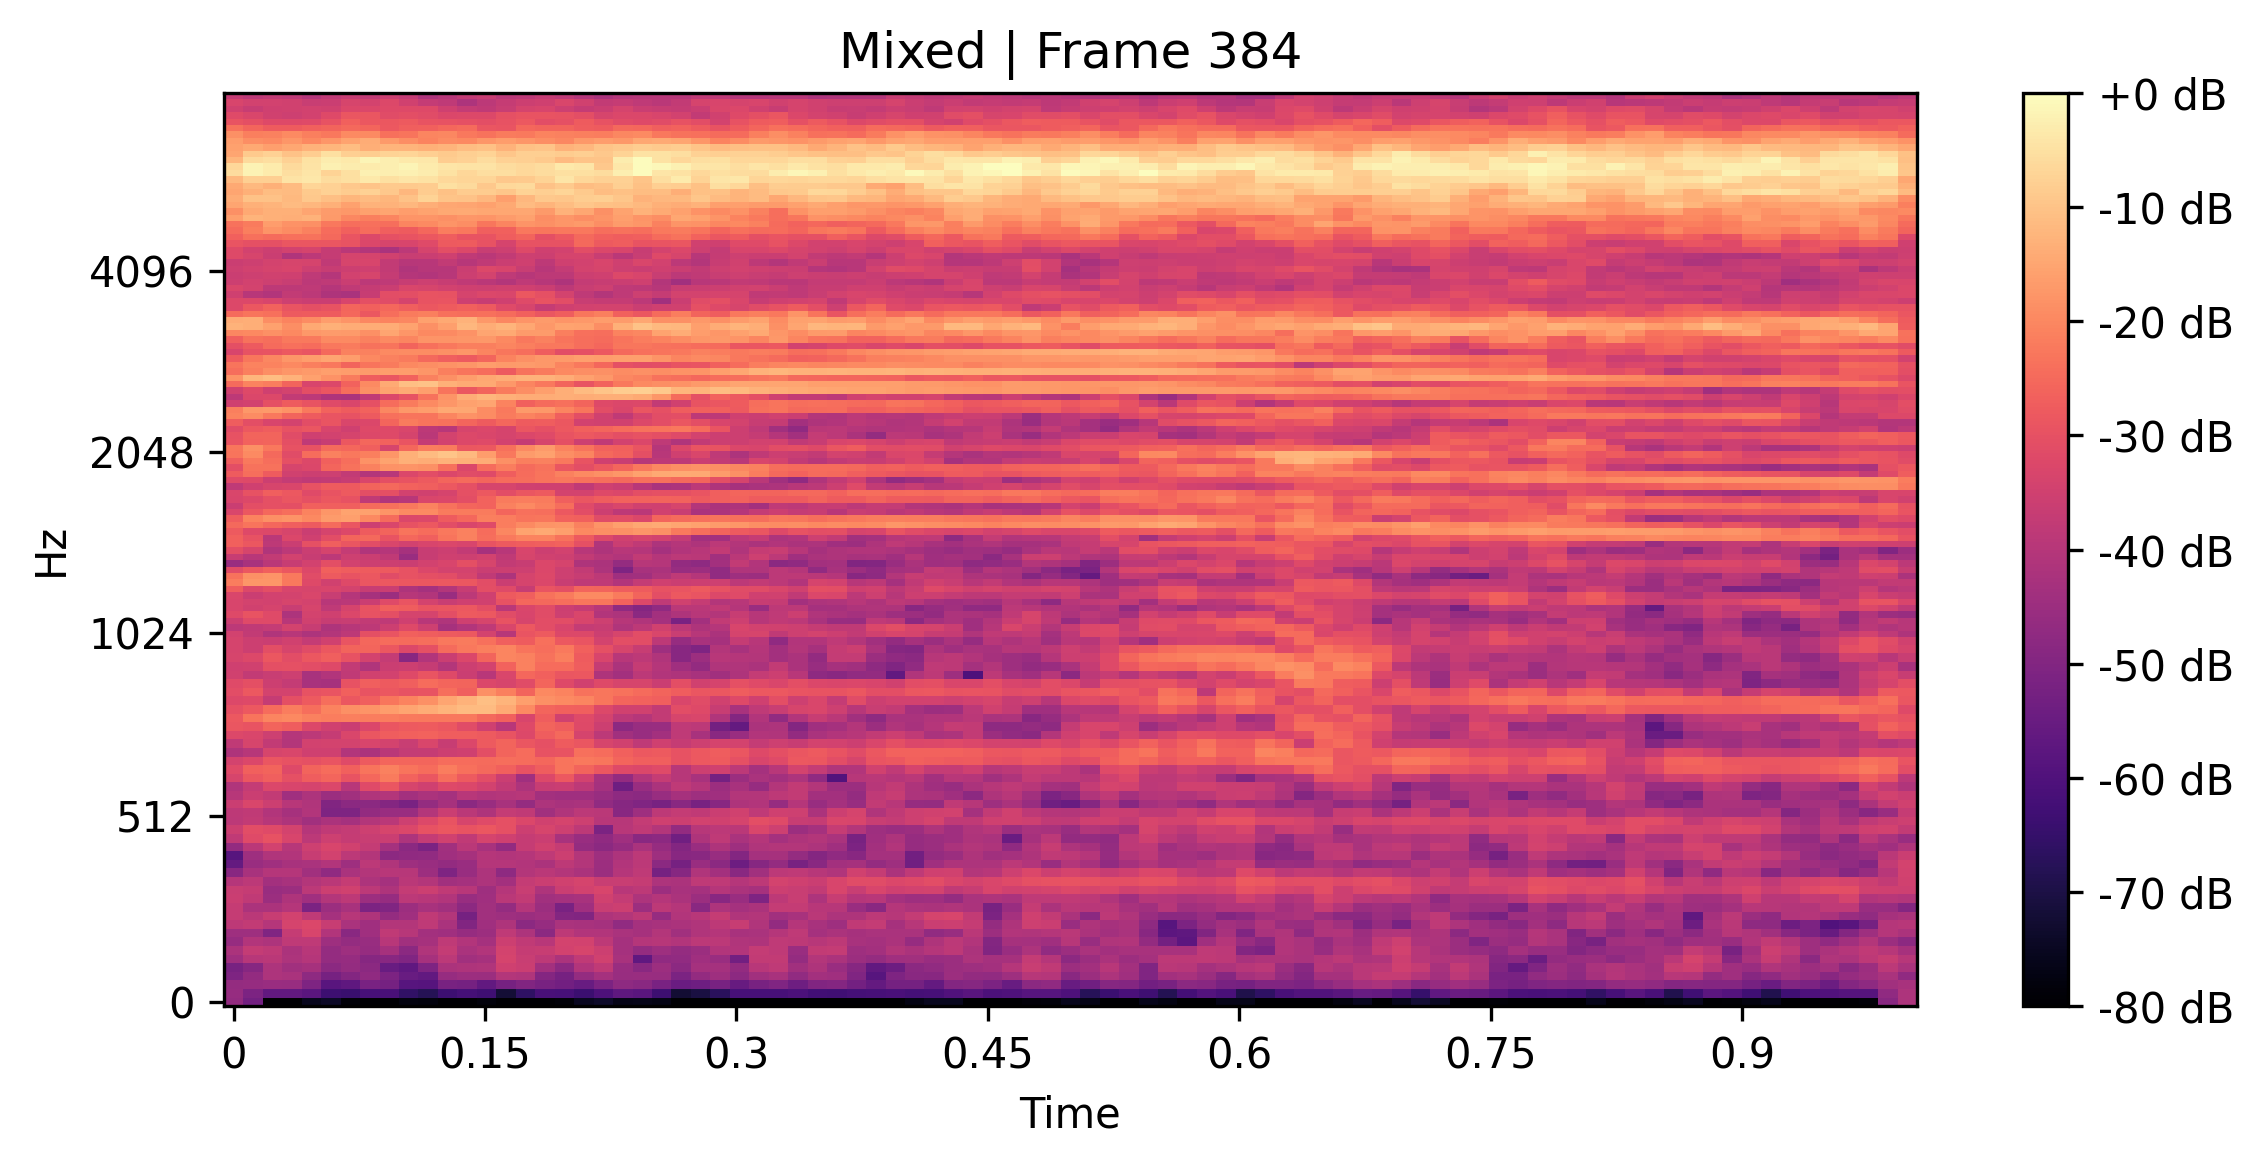 Mixed | Frame 384
Hz
4096
2048
1024
512
0
0 0.15 0.3 0.45 0.6 0.75 0.9
Time
+0 dB
-10 dB
-20 dB
-30 dB
-40 dB
-50 dB
-60 dB
-70 dB
-80 dB